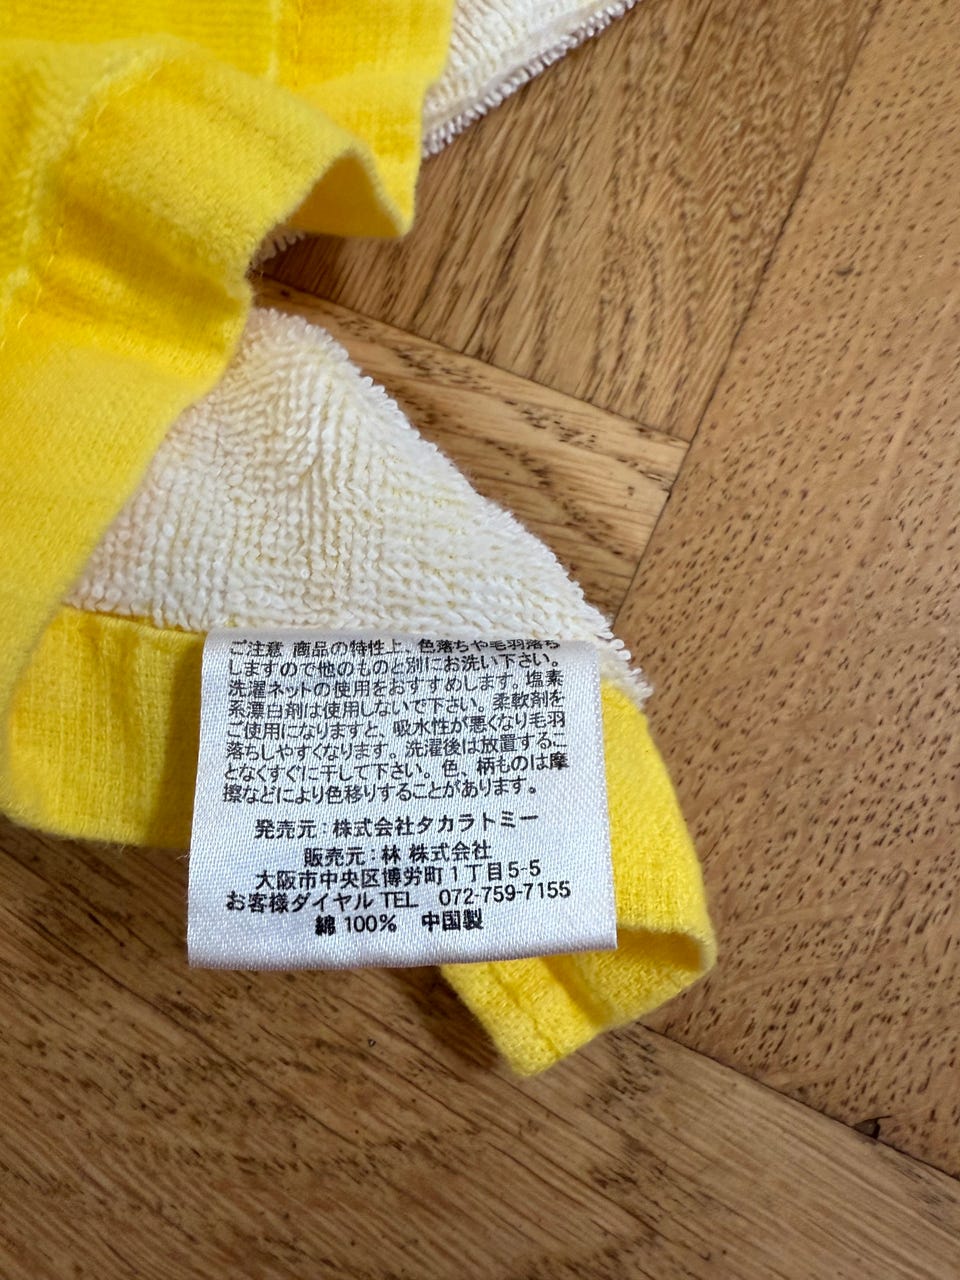 ご注意 商品の特性上、色落ちや毛羽落ち
しますので他のものと別にお洗い下さい。
洗濯ネットの使用をおすすめします。塩素
系漂白剤は使用しないで下さい。柔軟剤を
ご使用になりますと、吸水性が悪くなり毛羽
落ちしやすくなります。洗濯後は放置するこ
となくすぐに干して下さい。色、柄ものは摩
擦などにより色移りすることがあります。
発売元:株式会社タカラトミー
販売元:林 株式会社
大阪市中央区博労町1丁目5-5
お客様ダイヤル TEL 072-759-7155
綿 100% 中国製